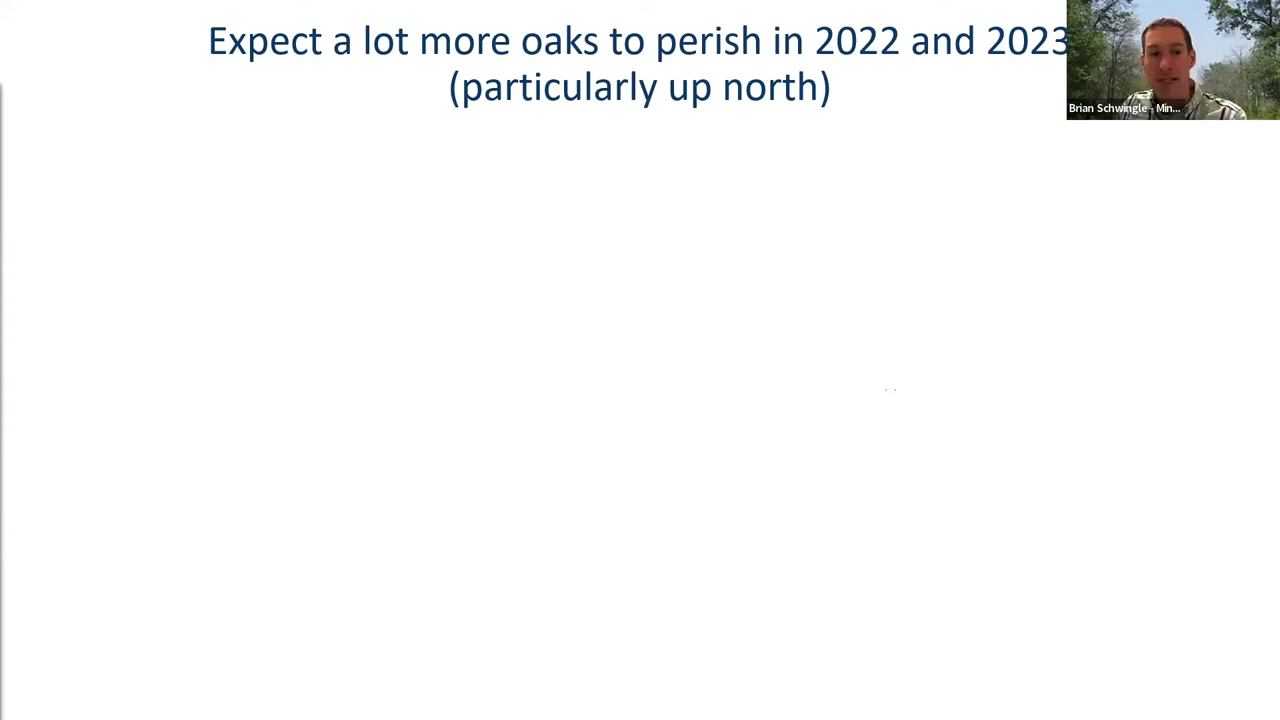 Expect a lot more oaks to perish in 2022 and 2023
(particularly up north)
Brian Schwingle - Min...